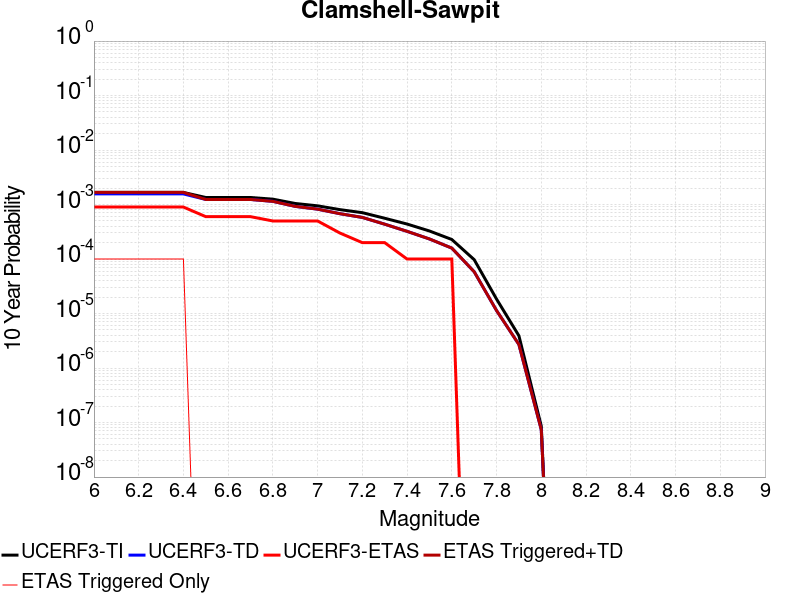 Clamshell-Sawpit
10^0
10^-1
10^-2
10^-3
10^-4
10^-5
10^-6
10^-7
10^-8
10 Year Probability
6 6.2 6.4 6.6 6.8 7 7.2 7.4 7.6 7.8 8 8.2 8.4 8.6 8.8 9
Magnitude
UCERF3-TI UCERF3-TD UCERF3-ETAS ETAS Triggered+TD
ETAS Triggered Only